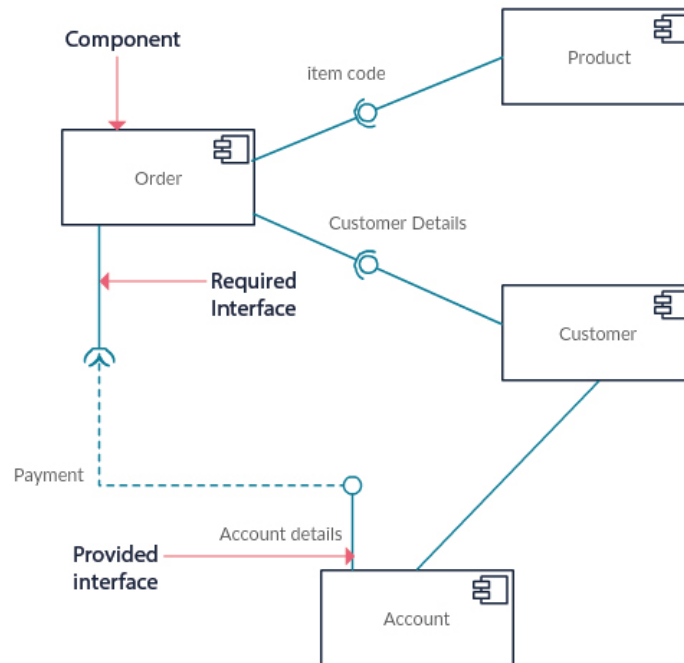 Component
Product
item code
Order
Customer Details
Required
Interface
Customer
Payment
Account details
Provided
interface
Account